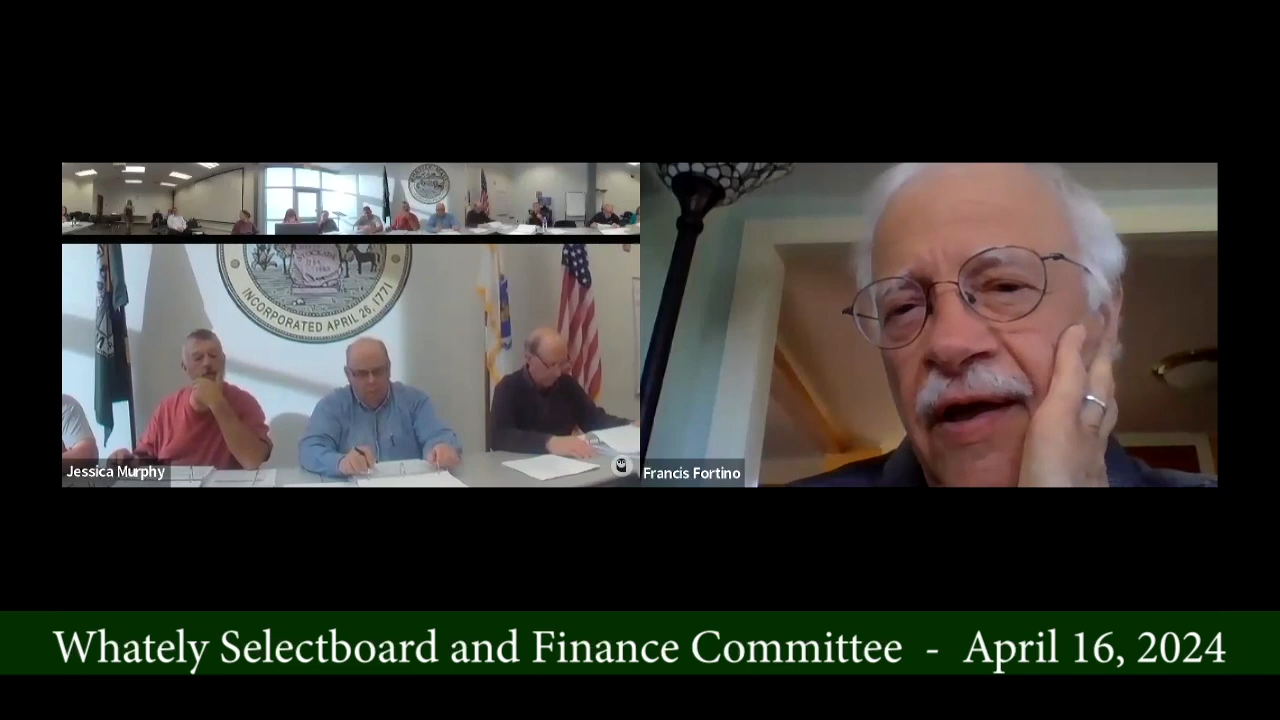 INCORPORATED APRIL 26, 1771
Jessica Murphy
Francis Fortino
Whately Selectboard and Finance Committee - April 16, 2024